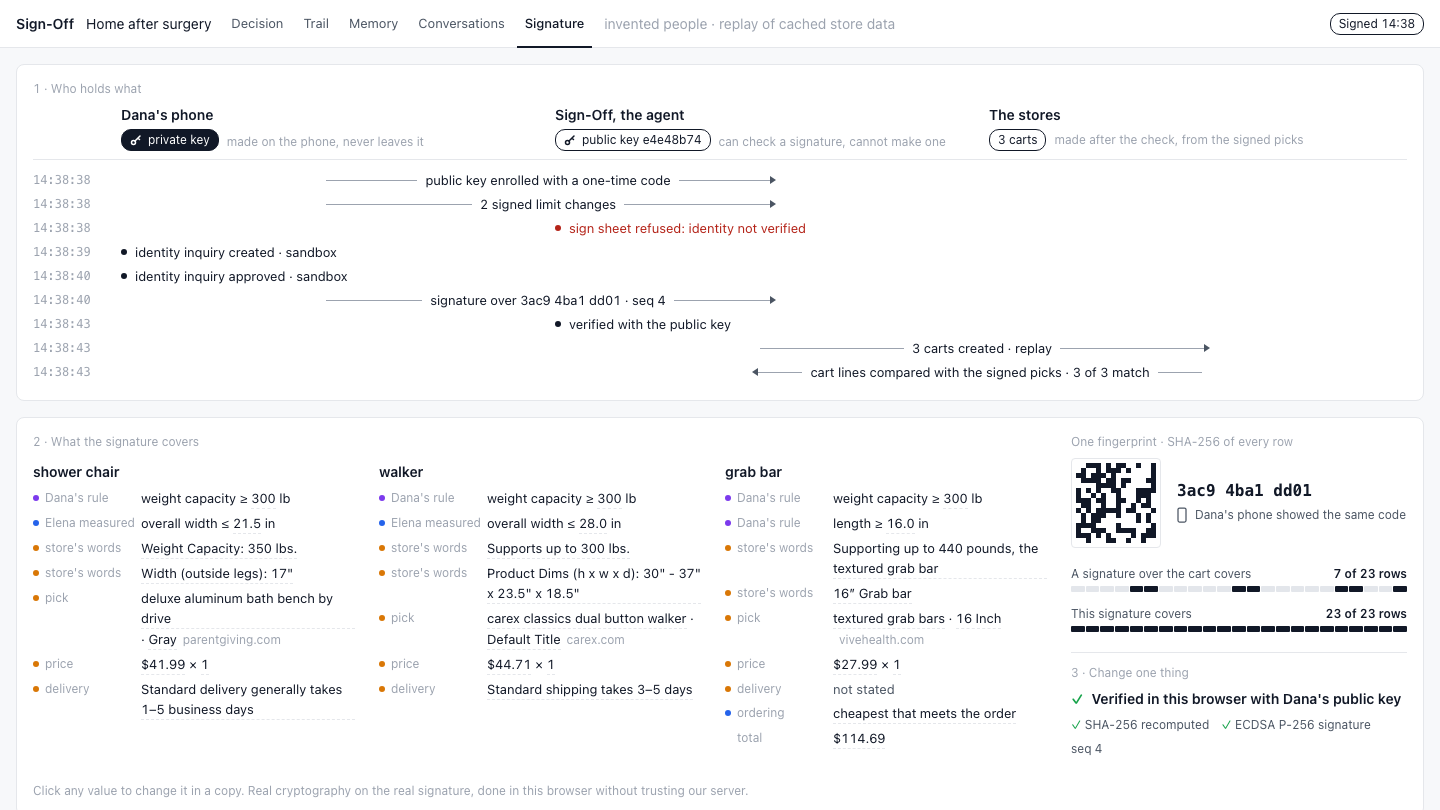 Sign-Off Home after surgery Decision Trail Memory Conversations Signature invented people · replay of cached store data Signed 14:38
1 · Who holds what
Dana's phone Sign-Off, the agent The stores
private key made on the phone, never leaves it public key e4e48b74 can check a signature, cannot make one 3 carts made after the check, from the signed picks
14:38:38 public key enrolled with a one-time code
14:38:38 2 signed limit changes
14:38:38 sign sheet refused: identity not verified
14:38:39 identity inquiry created · sandbox
14:38:40 identity inquiry approved · sandbox
14:38:40 signature over 3ac9 4ba1 dd01 · seq 4
14:38:43 verified with the public key
14:38:43 3 carts created · replay
14:38:43 cart lines compared with the signed picks · 3 of 3 match
2 · What the signature covers
shower chair
Dana's rule weight capacity ≥ 300 lb
Elena measured overall width ≤ 21.5 in
store's words Weight Capacity: 350 lbs.
store's words Width (outside legs): 17"
pick deluxe aluminum bath bench by
drive
· Gray parentgiving.com
price $41.99 × 1
delivery Standard delivery generally takes
1–5 business days
walker
Dana's rule weight capacity ≥ 300 lb
Elena measured overall width ≤ 28.0 in
store's words Supports up to 300 lbs.
store's words Product Dims (h x w x d): 30" - 37"
x 23.5" x 18.5"
pick carex classics dual button walker ·
Default Title carex.com
price $44.71 × 1
delivery Standard shipping takes 3–5 days
grab bar
Dana's rule weight capacity ≥ 300 lb
Dana's rule length ≥ 16.0 in
store's words Supporting up to 440 pounds, the
textured grab bar
store's words 16” Grab bar
pick textured grab bars · 16 Inch
vivehealth.com
price $27.99 × 1
delivery not stated
ordering cheapest that meets the order
total $114.69
One fingerprint · SHA-256 of every row
3ac9 4ba1 dd01
Dana's phone showed the same code
A signature over the cart covers 7 of 23 rows
This signature covers 23 of 23 rows
3 · Change one thing
Verified in this browser with Dana's public key
SHA-256 recomputed ECDSA P-256 signature
seq 4
Click any value to change it in a copy. Real cryptography on the real signature, done in this browser without trusting our server.